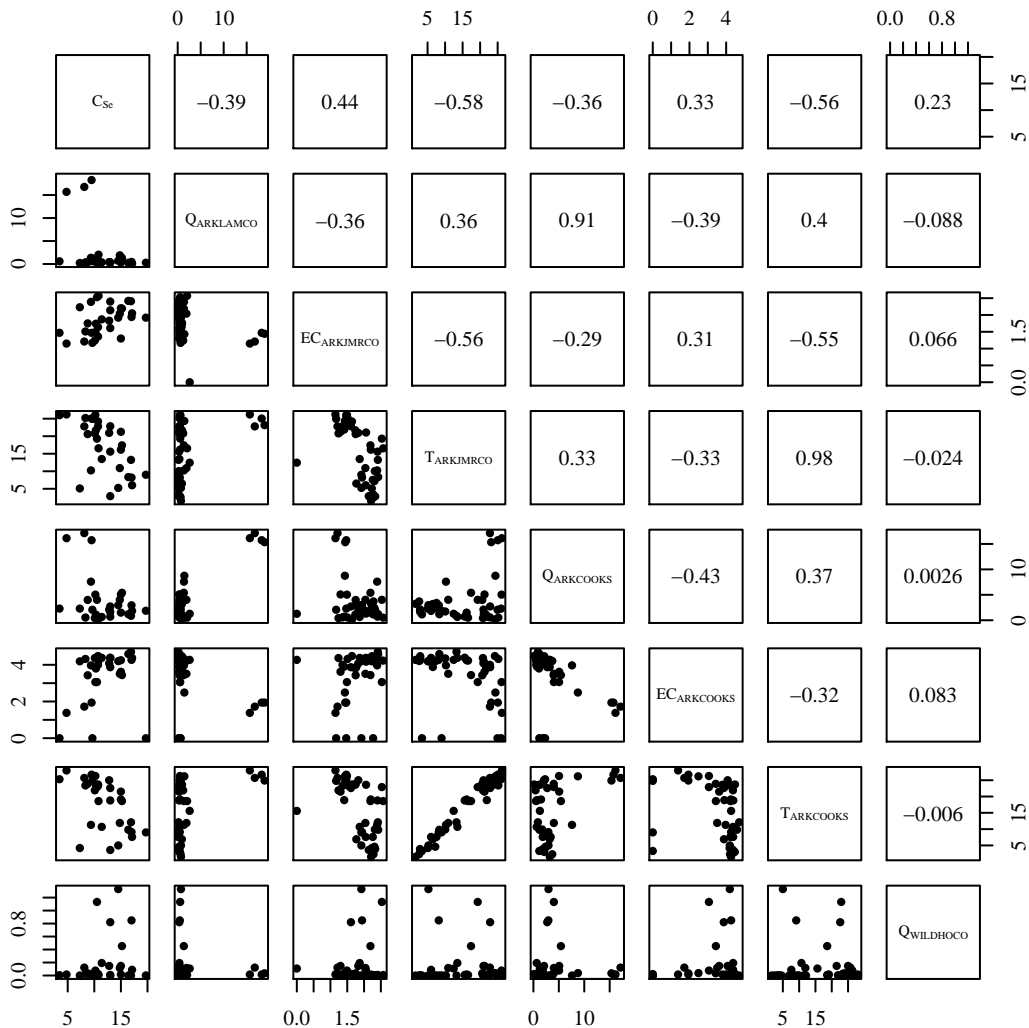 0 10
5 15
0 2 4
0.0 0.8
C_Se −0.39 0.44 −0.58 −0.36 0.33 −0.56 0.23
5 15
0 10
Q_ARKLAMCO −0.36 0.36 0.91 −0.39 0.4 −0.088
EC_ARKJMRCO −0.56 −0.29 0.31 −0.55 0.066
0.0 1.5
5 15
T_ARKJMRCO 0.33 −0.33 0.98 −0.024
Q_ARKCOOKS −0.43 0.37 0.0026
0 10
0 2 4
EC_ARKCOOKS −0.32 0.083
T_ARKCOOKS −0.006
5 15
0.0 0.8
Q_WILDHOCO
5 15
0.0 1.5
0 10
5 15